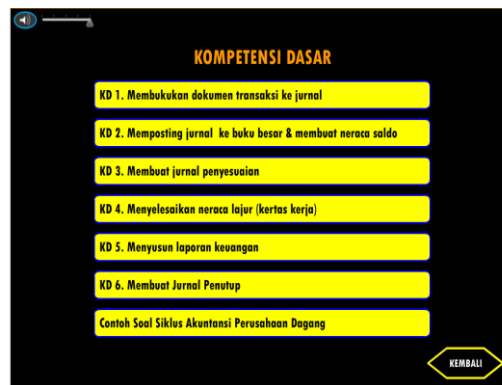 KOMPETENSI DASAR
KD 1. Membukukan dokumen transaksi ke jurnal
KD 2. Memposting jurnal ke buku besar & membuat neraca saldo
KD 3. Membuat jurnal penyesuaian
KD 4. Menyelesaikan neraca lajur (kertas kerja)
KD 5. Menyusun laporan keuangan
KD 6. Membuat Jurnal Penutup
Contoh Soal Siklus Akuntansi Perusahaan Dagang
KEMBALI